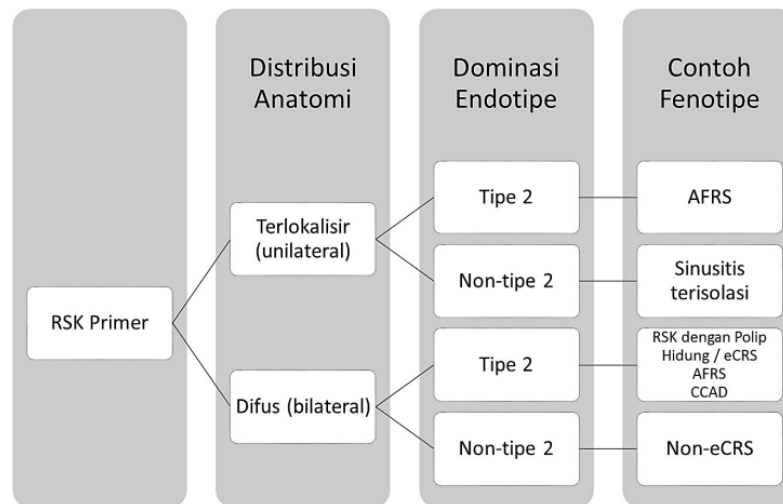 Distribusi
Anatomi
Dominasi
Endotipe
Contoh
Fenotipe
RSK Primer
Terlokalisir
(unilateral)
Difus (bilateral)
Tipe 2
Non-tipe 2
Tipe 2
Non-tipe 2
AFRS
Sinusitis
terisolasi
RSK dengan Polip
Hidung / eCRS
AFRS
CCAD
Non-eCRS